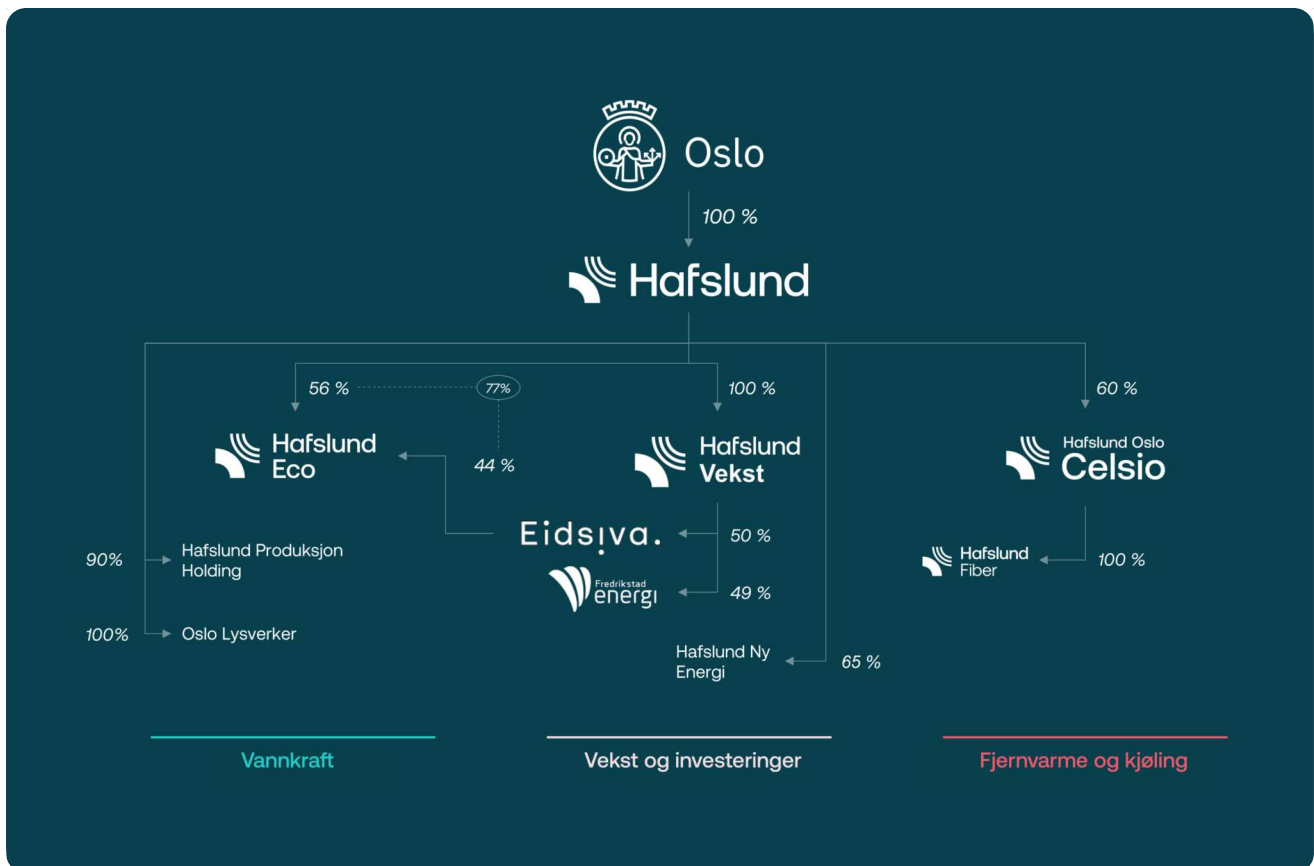 Oslo
100 %
Hafslund
56 %
77%
100 %
60 %
Hafslund
Eco
44 %
Hafslund
Vekst
Hafslund Oslo
Celsio
Eidsiva.
50 %
90%
Hafslund Produksjon
Holding
Hafslund
Fiber
100 %
Fredrikstad
energi
49 %
100%
Oslo Lysverker
Hafslund Ny
Energi
65 %
Vannkraft
Vekst og investeringer
Fjernvarme og kjøling